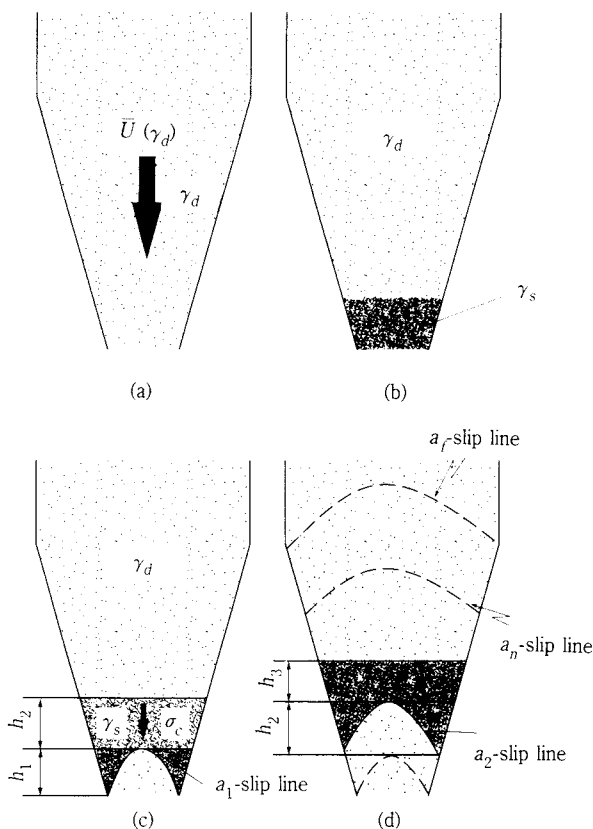 Ū (γd)
γd
γd
γs
(a)
(b)
af-slip line
γd
an-slip line
h2
γs
σc
h1
a1-slip line
h3
h2
a2-slip line
(c)
(d)